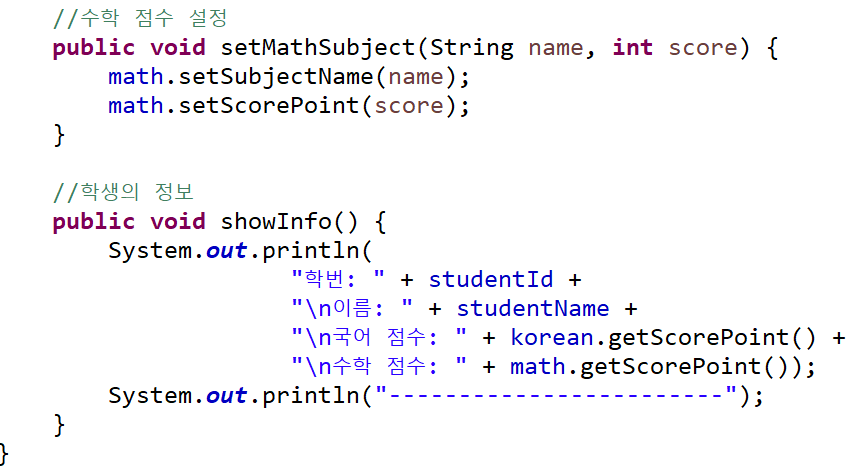 //수학 점수 설정
public void setMathSubject(String name, int score) {
math.setSubjectName(name);
math.setScorePoint(score);
}
//학생의 정보
public void showInfo() {
System.out.println(
"학번: " + studentId +
"\n이름: " + studentName +
"\n국어 점수: " + korean.getScorePoint() +
"\n수학 점수: " + math.getScorePoint());
System.out.println("------------------------");
}
}